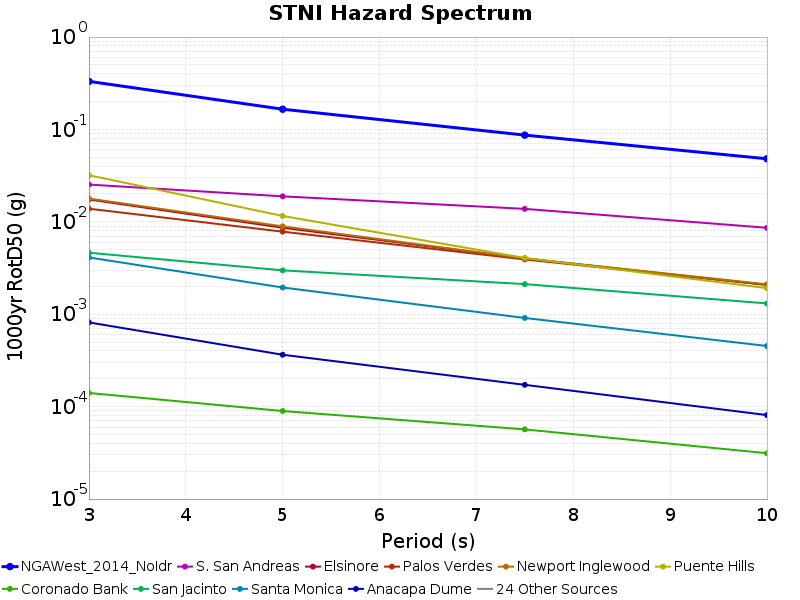 STNI Hazard Spectrum
1000yr RotD50 (g)
10^0
10^-1
10^-2
10^-3
10^-4
10^-5
3 4 5 6 7 8 9 10
Period (s)
NGAWest_2014_NoIdr S. San Andreas Elsinore Palos Verdes Newport Inglewood Puente Hills
Coronado Bank San Jacinto Santa Monica Anacapa Dume 24 Other Sources